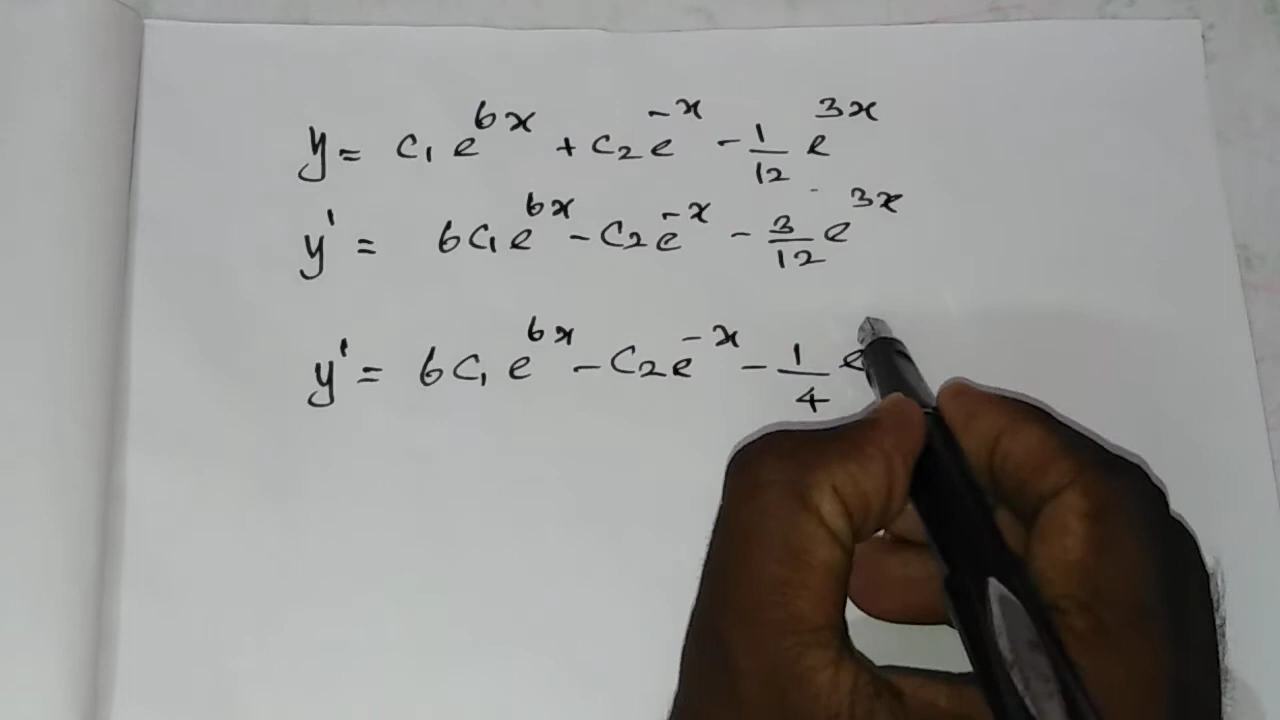 y = c₁e^{6x} + c₂e^{-x} - 1/12 e^{3x}
y' = 6c₁e^{6x} - c₂e^{-x} - 3/12 e^{3x}
y' = 6c₁e^{6x} - c₂e^{-x} - 1/4 e